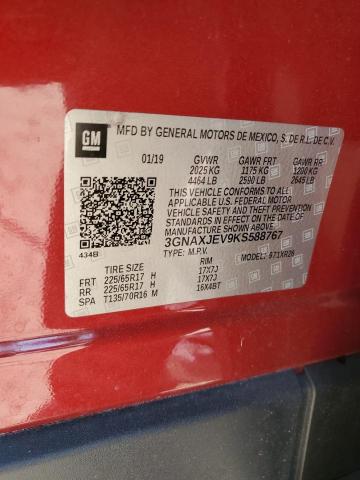 GM
MFD BY GENERAL MOTORS DE MEXICO, S. DE R.L. DE C.V.
01/19 GVWR GAWR FRT GAWR RR
2025 KG 1175 KG 1200 KG
4464 LB 2590 LB 2645 LB
THIS VEHICLE CONFORMS TO ALL
APPLICABLE U.S. FEDERAL MOTOR
VEHICLE SAFETY AND THEFT PREVENTION
STANDARDS IN EFFECT ON THE DATE OF
MANUFACTURE SHOWN ABOVE.
3GNAXJEV9KS588767
434B TYPE: M.P.V. MODEL: 971XR26
TIRE SIZE RIM
FRT 225/65R17 H 17X7J
RR 225/65R17 H 17X7J
SPA T135/70R16 M 16X4BT